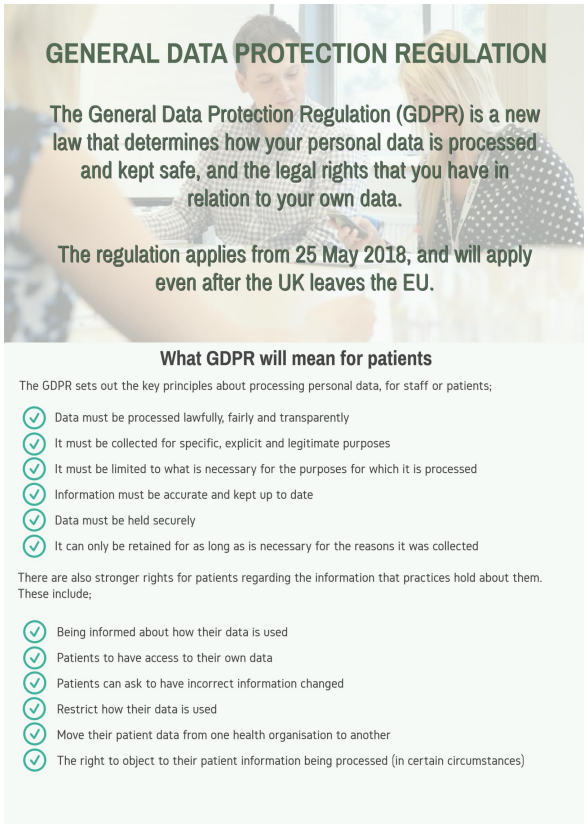 GENERAL DATA PROTECTION REGULATION
The General Data Protection Regulation (GDPR) is a new
law that determines how your personal data is processed
and kept safe, and the legal rights that you have in
relation to your own data.
The regulation applies from 25 May 2018, and will apply
even after the UK leaves the EU.
What GDPR will mean for patients
The GDPR sets out the key principles about processing personal data, for staff or patients;
Data must be processed lawfully, fairly and transparently
It must be collected for specific, explicit and legitimate purposes
It must be limited to what is necessary for the purposes for which it is processed
Information must be accurate and kept up to date
Data must be held securely
It can only be retained for as long as is necessary for the reasons it was collected
There are also stronger rights for patients regarding the information that practices hold about them.
These include;
Being informed about how their data is used
Patients to have access to their own data
Patients can ask to have incorrect information changed
Restrict how their data is used
Move their patient data from one health organisation to another
The right to object to their patient information being processed (in certain circumstances)